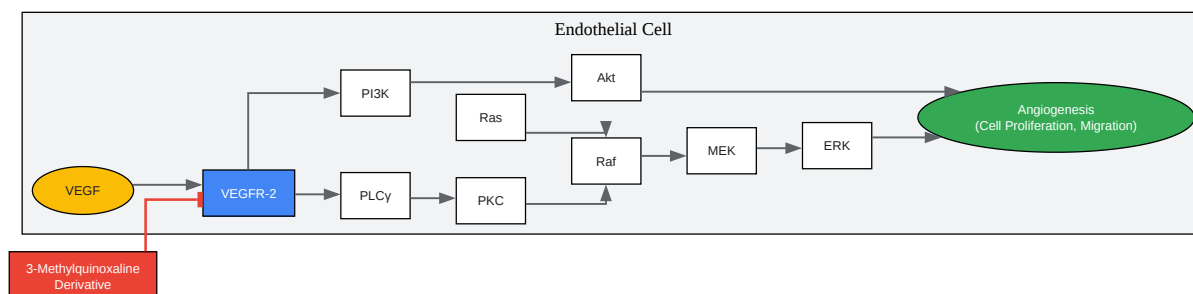 Endothelial Cell
Akt
PI3K
Ras
Angiogenesis
(Cell Proliferation, Migration)
Raf
MEK
ERK
VEGF
VEGFR-2
PLCγ
PKC
3-Methylquinoxaline
Derivative